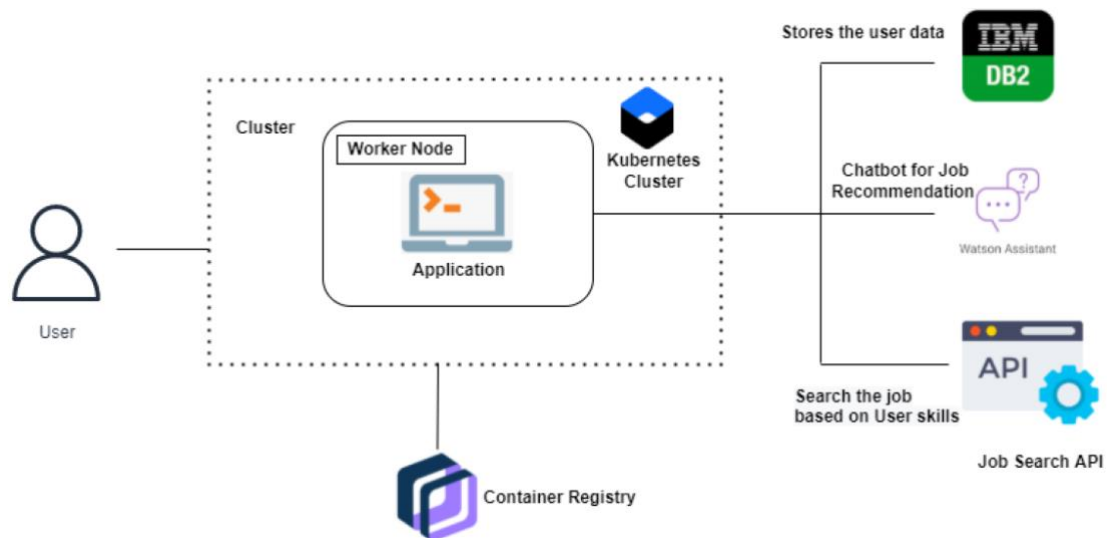 Stores the user data
IBM
DB2
Cluster
Worker Node
Kubernetes
Cluster
Application
Chatbot for Job
Recommendation
?
Watson Assistant
User
API
Search the job
based on User skills
Job Search API
Container Registry